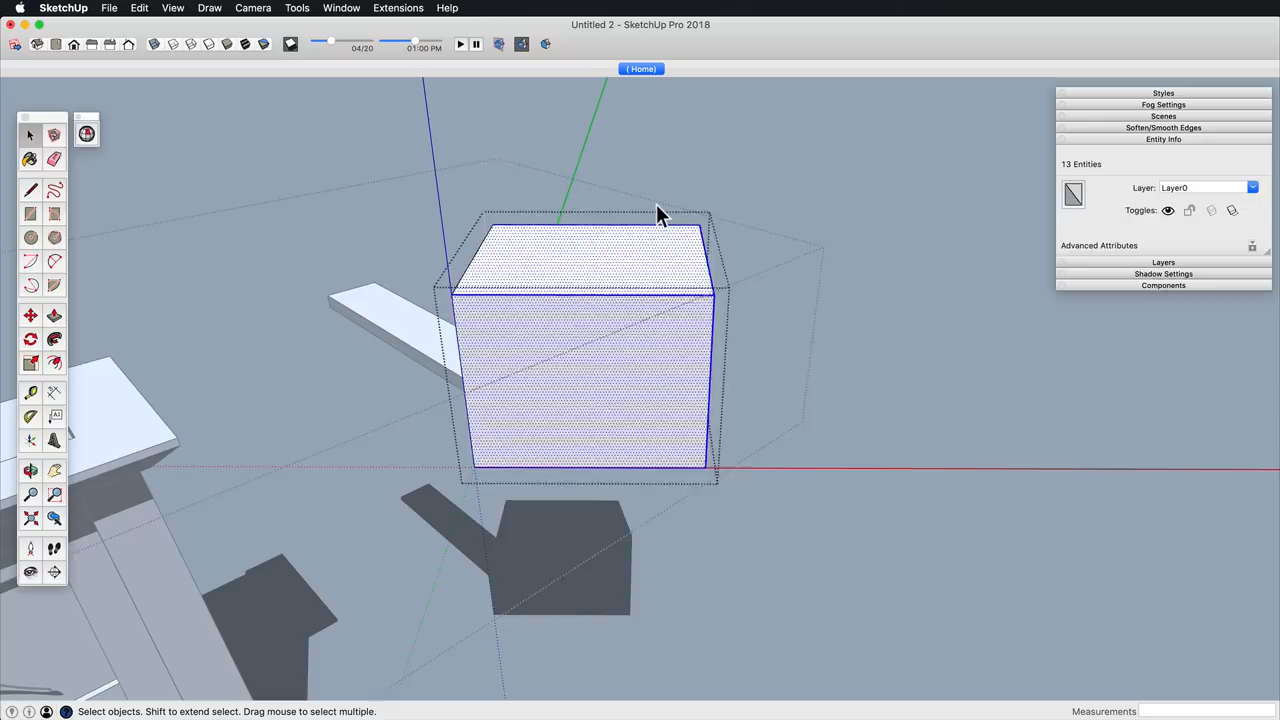 SketchUp File Edit View Draw Camera Tools Window Extensions Help
Untitled 2 - SketchUp Pro 2018
04/20 01:00 PM
( Home)
Styles
Fog Settings
Scenes
Soften/Smooth Edges
Entity Info
13 Entities
Layer: Layer0
Toggles:
Advanced Attributes
Layers
Shadow Settings
Components
A1
Select objects. Shift to extend select. Drag mouse to select multiple.
Measurements